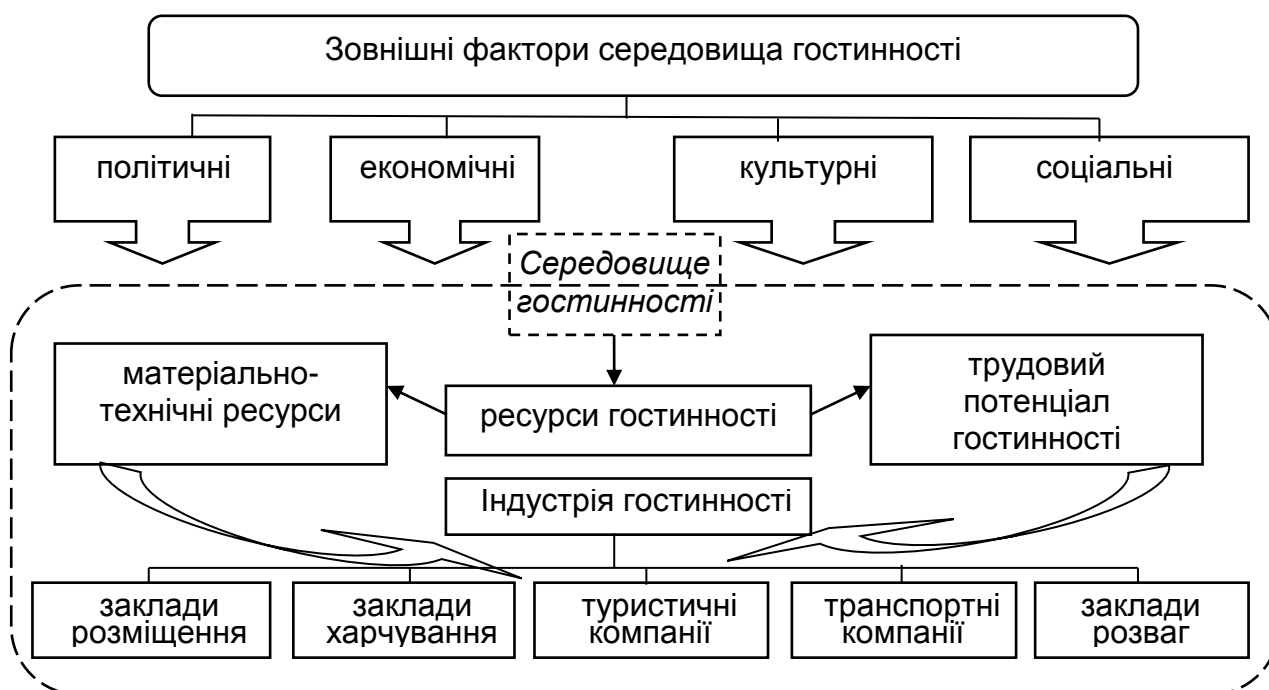 Зовнішні фактори середовища гостинності
політичні
економічні
культурні
соціальні
Середовище
гостинності
матеріально-
технічні ресурси
ресурси гостинності
трудовий
потенціал
гостинності
Індустрія гостинності
заклади
розміщення
заклади
харчування
туристичні
компанії
транспортні
компанії
заклади
розваг